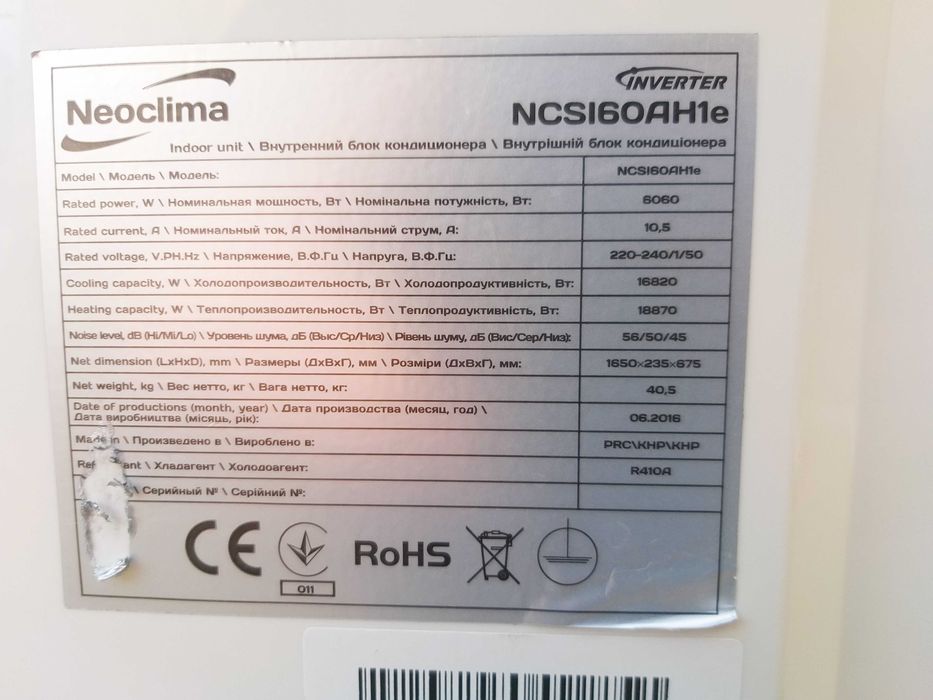 Neoclima
INVERTER
NCSI60AH1e
Indoor unit \ Внутренний блок кондиционера \ Внутрішній блок кондиціонера
Model \ Модель \ Модель: NCSI60AH1e
Rated power, W \ Номинальная мощность, Вт \ Номінальна потужність, Вт: 6060
Rated current, A \ Номинальный ток, А \ Номінальний струм, А: 10,5
Rated voltage, V.PH.Hz \ Напряжение, В.Ф.Гц \ Напруга, В.Ф.Гц: 220-240/1/50
Cooling capacity, W \ Холодопроизводительность, Вт \ Холодопродуктивність, Вт: 16820
Heating capacity, W \ Теплопроизводительность, Вт \ Теплопродуктивність, Вт: 18870
Noise level, dB (Hi/Mi/Lo) \ Уровень шума, дБ (Выс/Ср/Низ) \ Рівень шуму, дБ (Вис/Сер/Низ): 56/50/45
Net dimension (LxHxD), mm \ Размеры (ДхВхГ), мм \ Розміри (ДхВхГ), мм: 1650×235×675
Net weight, kg \ Вес нетто, кг \ Вага нетто, кг: 40,5
Date of productions (month, year) \ Дата производства (месяц, год) \
Дата виробництва (місяць, рік): 06.2016
Made in \ Произведено в \ Вироблено в: PRC\КНР\КНР
\ Хладагент \ Холодоагент: R410A
\ Серийный № \ Серійний №:
CE
RoHS
011